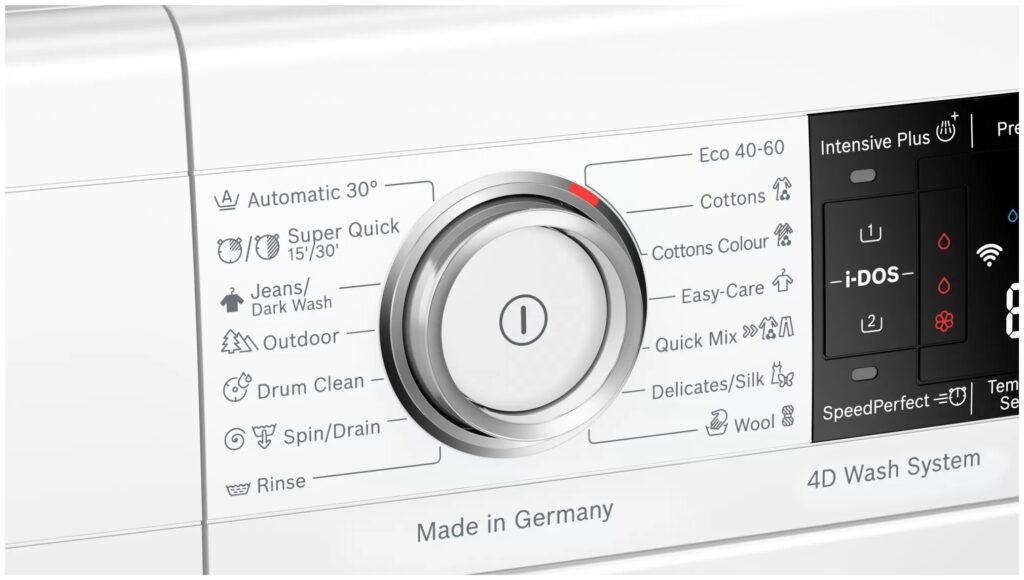 Automatic 30°
Super Quick
15'/30'
Jeans/
Dark Wash
Outdoor
Drum Clean
Spin/Drain
Rinse
Eco 40-60
Cottons
Cottons Colour
Easy-Care
Quick Mix
Delicates/Silk
Wool
Intensive Plus
1
i-DOS
2
SpeedPerfect
Made in Germany
4D Wash System